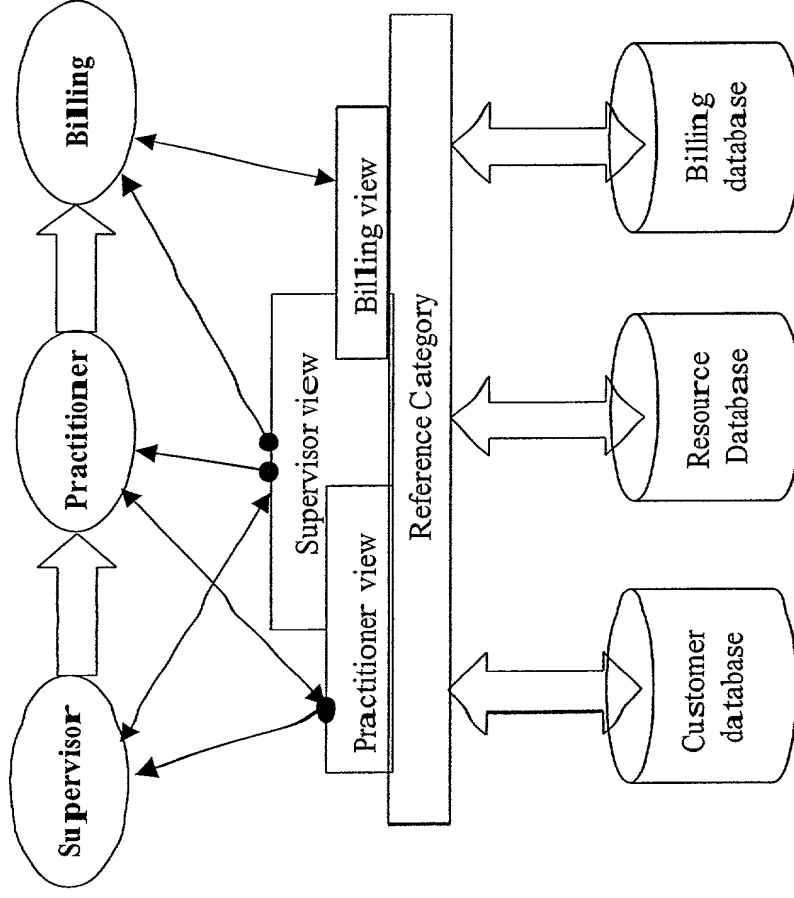 Supervisor
Practitioner
Billing
Supervisor view
Practitioner view
Billing view
Reference Category
Customer
database
Resource
Database
Billing
database